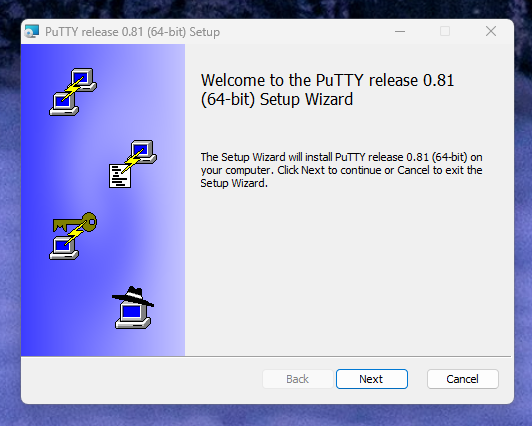 PuTTY release 0.81 (64-bit) Setup
Welcome to the PuTTY release 0.81
(64-bit) Setup Wizard
The Setup Wizard will install PuTTY release 0.81 (64-bit) on
your computer. Click Next to continue or Cancel to exit the
Setup Wizard.
Back Next Cancel